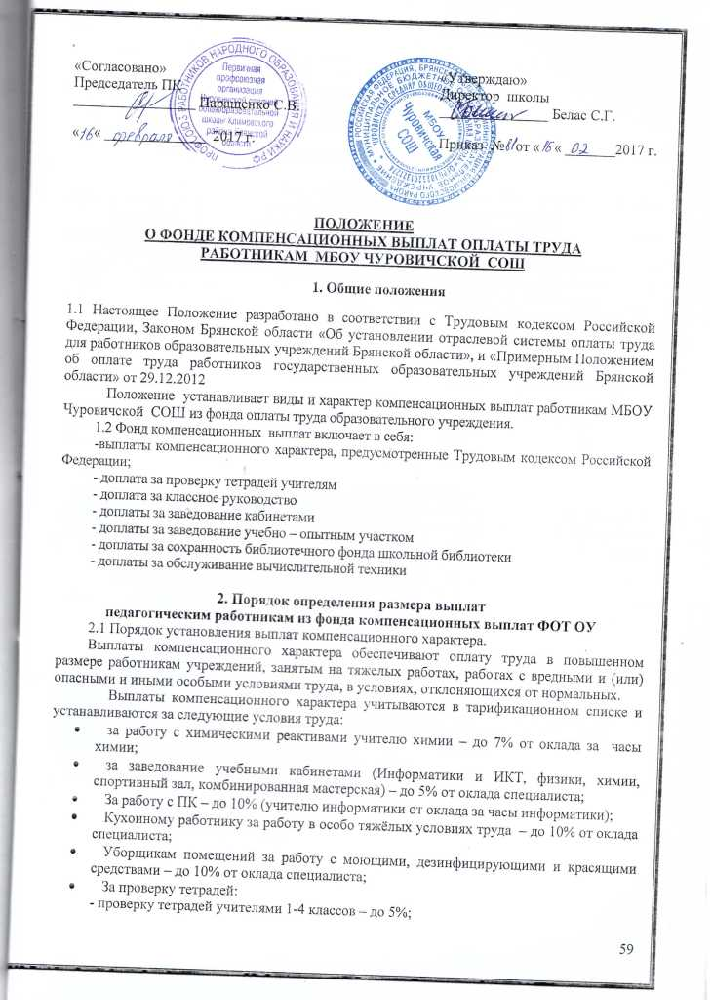 «Согласовано»
Председатель ПК
Паращенко С.В.
«16« февраля 2017 г.
ПРОФСОЮЗ РАБОТНИКОВ НАРОДНОГО ОБРАЗОВАНИЯ И НАУКИ РФ
Первичная
профсоюзная
организация
«Утверждаю»
Директор школы
Белас С.Г.
Приказ №81от «16« 02 2017 г.
МБОУ
Чуровичская
СОШ
ПОЛОЖЕНИЕ
О ФОНДЕ КОМПЕНСАЦИОННЫХ ВЫПЛАТ ОПЛАТЫ ТРУДА
РАБОТНИКАМ МБОУ ЧУРОВИЧСКОЙ СОШ
1. Общие положения
1.1 Настоящее Положение разработано в соответствии с Трудовым кодексом Российской
Федерации, Законом Брянской области «Об установлении отраслевой системы оплаты труда
для работников образовательных учреждений Брянской области», и «Примерным Положением
об оплате труда работников государственных образовательных учреждений Брянской
области» от 29.12.2012
Положение устанавливает виды и характер компенсационных выплат работникам МБОУ
Чуровичской СОШ из фонда оплаты труда образовательного учреждения.
1.2 Фонд компенсационных выплат включает в себя:
-выплаты компенсационного характера, предусмотренные Трудовым кодексом Российской
Федерации;
- доплата за проверку тетрадей учителям
- доплата за классное руководство
- доплаты за заведование кабинетами
- доплаты за заведование учебно – опытным участком
- доплаты за сохранность библиотечного фонда школьной библиотеки
- доплаты за обслуживание вычислительной техники
2. Порядок определения размера выплат
педагогическим работникам из фонда компенсационных выплат ФОТ ОУ
2.1 Порядок установления выплат компенсационного характера.
Выплаты компенсационного характера обеспечивают оплату труда в повышенном
размере работникам учреждений, занятым на тяжелых работах, работах с вредными и (или)
опасными и иными особыми условиями труда, в условиях, отклоняющихся от нормальных.
Выплаты компенсационного характера учитываются в тарификационном списке и
устанавливаются за следующие условия труда:
• за работу с химическими реактивами учителю химии – до 7% от оклада за часы
химии;
• за заведование учебными кабинетами (Информатики и ИКТ, физики, химии,
спортивный зал, комбинированная мастерская) – до 5% от оклада специалиста;
• За работу с ПК – до 10% (учителю информатики от оклада за часы информатики);
• Кухонному работнику за работу в особо тяжёлых условиях труда – до 10% от оклада
специалиста;
• Уборщикам помещений за работу с моющими, дезинфицирующими и красящими
средствами – до 10% от оклада специалиста;
• За проверку тетрадей:
- проверку тетрадей учителями 1-4 классов – до 5%;
59